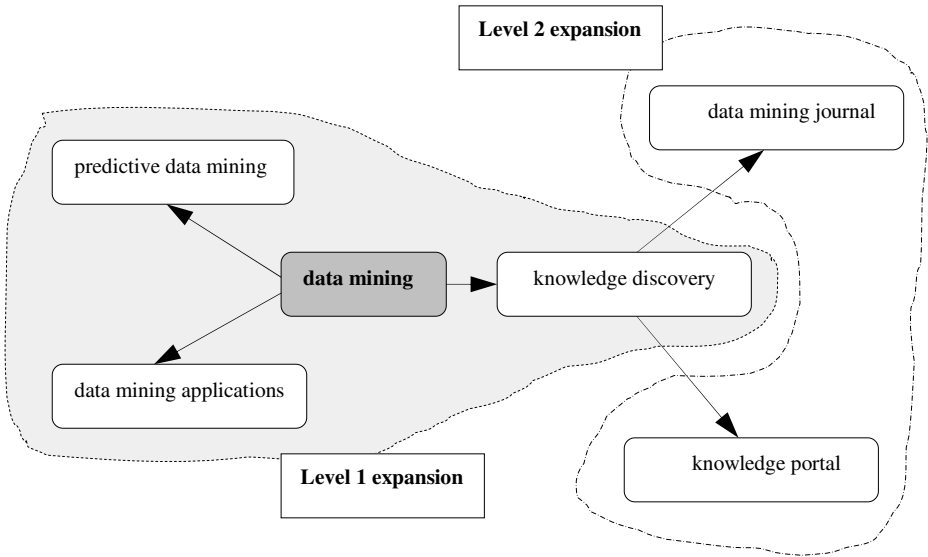 Level 2 expansion
data mining journal
predictive data mining
data mining
knowledge discovery
data mining applications
knowledge portal
Level 1 expansion